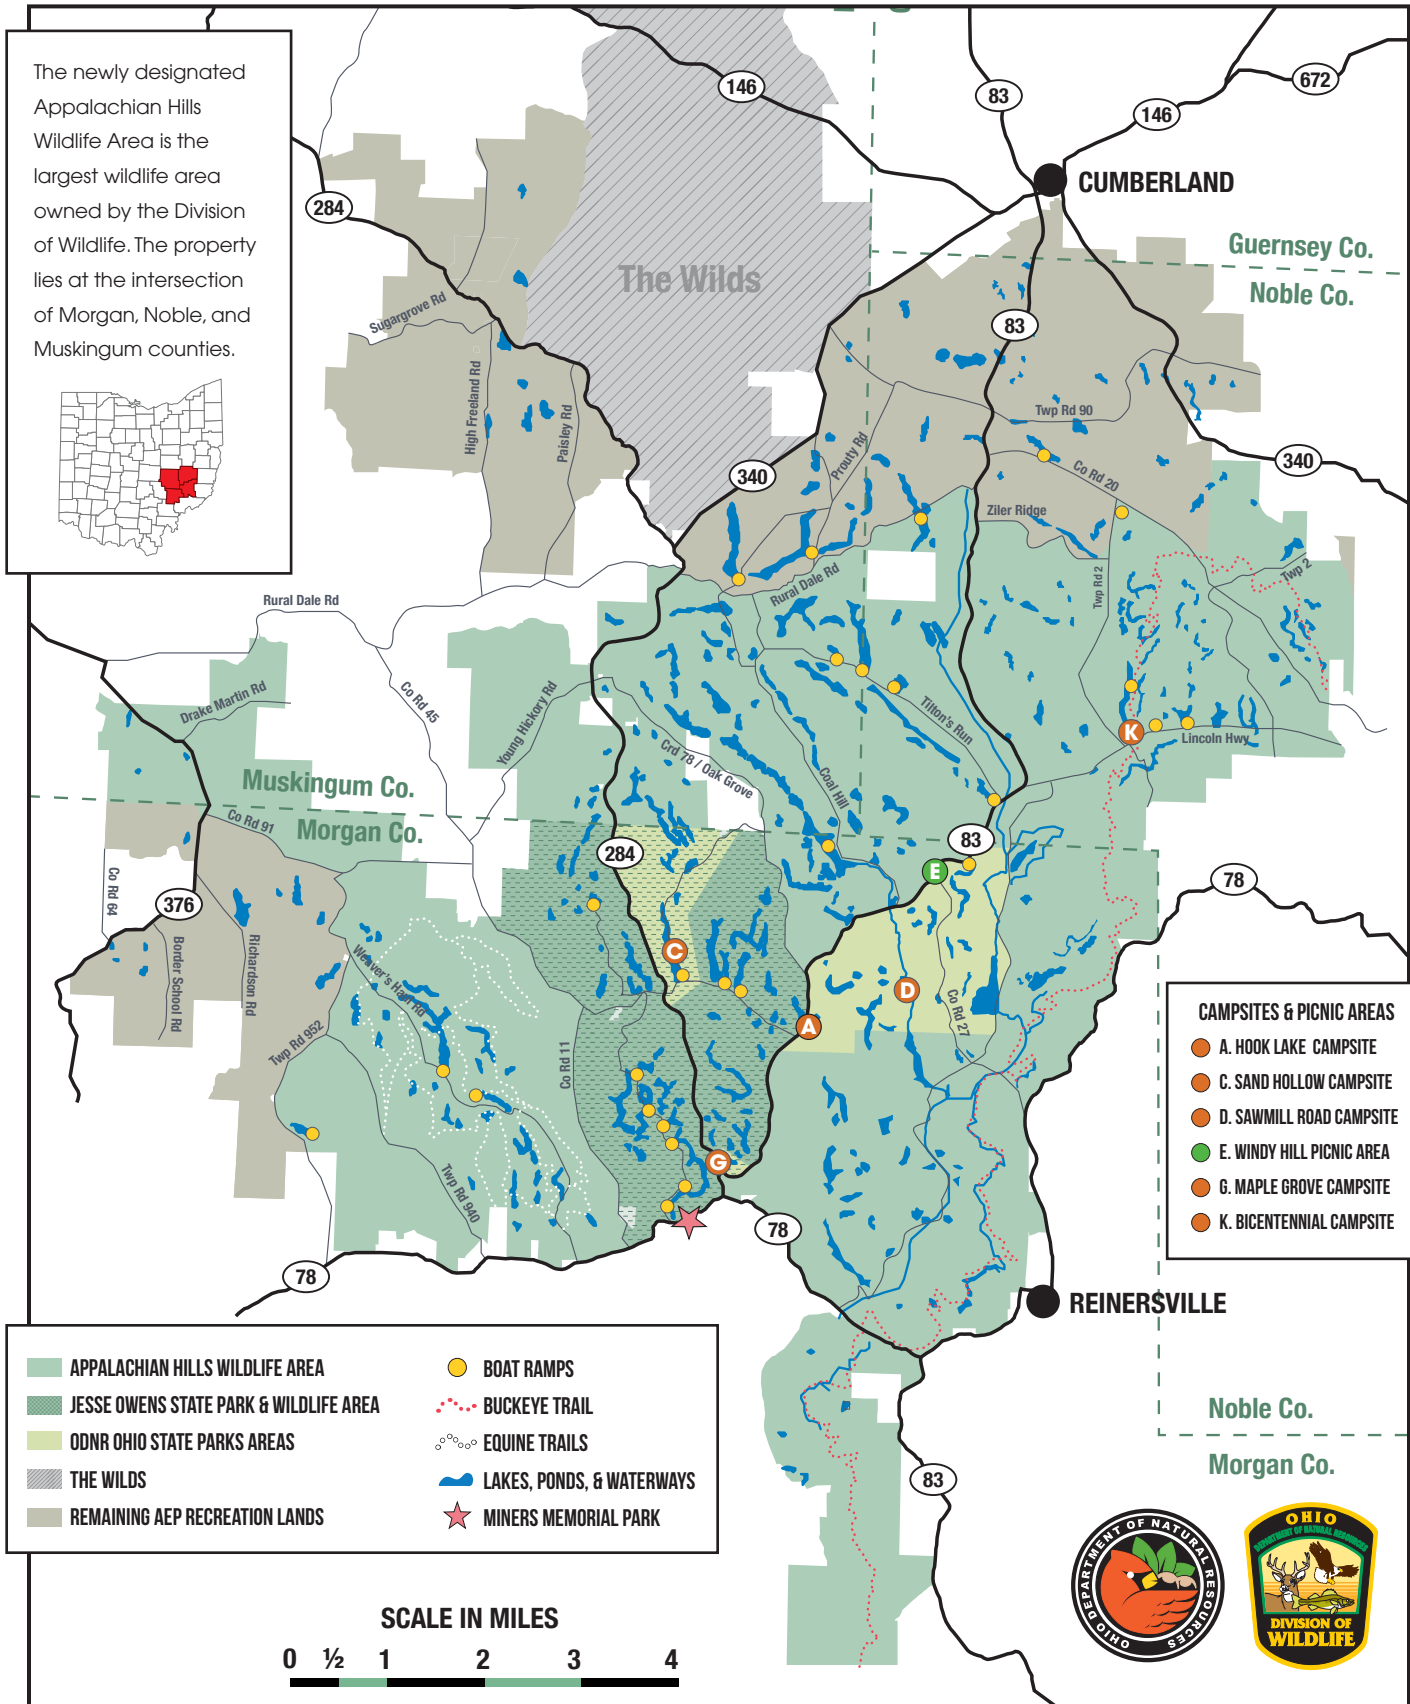 The newly designated
Appalachian Hills
Wildlife Area is the
largest wildlife area
owned by the Division
of Wildlife. The property
lies at the intersection
of Morgan, Noble, and
Muskingum counties.
146
83
672
146
CUMBERLAND
284
The Wilds
Guernsey Co.
Noble Co.
Sugargrove Rd
83
High Freeland Rd
Paisley Rd
Twp Rd 90
Prouty Rd
340
Co Rd 20
340
Ziler Ridge
Rural Dale Rd
Twp Rd 2
Twp 2
Rural Dale Rd
Drake Martin Rd
Co Rd 45
Young Hickory Rd
Tilton's Run
K
Lincoln Hwy
Crd 78 / Oak Grove
Coal Hill
Muskingum Co.
Morgan Co.
Co Rd 91
284
83
E
78
Co Rd 64
376
Border School Rd
Richardson Rd
Weaver's Hall Rd
C
D
A
Co Rd 27
Twp Rd 952
Co Rd 11
G
Twp Rd 940
78
78
CAMPSITES & PICNIC AREAS
A. HOOK LAKE CAMPSITE
C. SAND HOLLOW CAMPSITE
D. SAWMILL ROAD CAMPSITE
E. WINDY HILL PICNIC AREA
G. MAPLE GROVE CAMPSITE
K. BICENTENNIAL CAMPSITE
REINERSVILLE
APPALACHIAN HILLS WILDLIFE AREA
JESSE OWENS STATE PARK & WILDLIFE AREA
ODNR OHIO STATE PARKS AREAS
THE WILDS
REMAINING AEP RECREATION LANDS
BOAT RAMPS
BUCKEYE TRAIL
EQUINE TRAILS
LAKES, PONDS, & WATERWAYS
MINERS MEMORIAL PARK
Noble Co.
Morgan Co.
83
SCALE IN MILES
0 ½ 1 2 3 4
OHIO DEPARTMENT OF NATURAL RESOURCES
OHIO
DEPARTMENT OF NATURAL RESOURCES
DIVISION OF
WILDLIFE